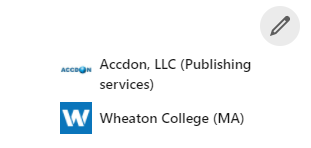 ACCDON
Accdon, LLC (Publishing
services)
W
Wheaton College (MA)